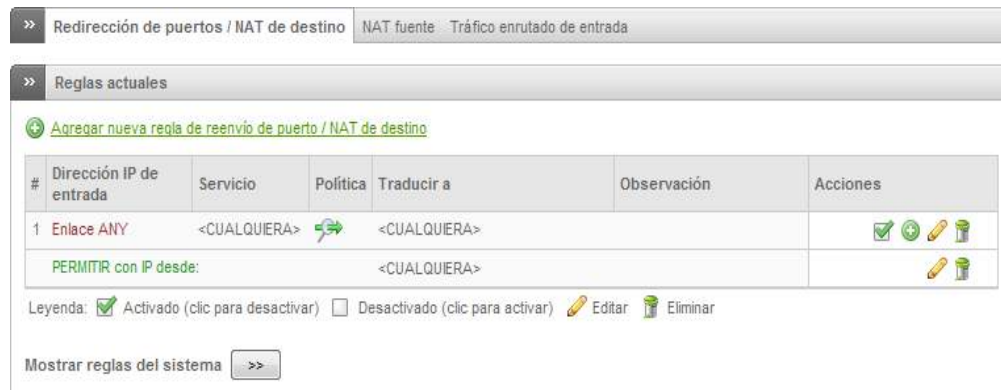 » Redirección de puertos / NAT de destino NAT fuente Tráfico enrutado de entrada
» Reglas actuales
Agregar nueva regla de reenvío de puerto / NAT de destino
# Dirección IP de entrada Servicio Política Traducir a Observación Acciones
1 Enlace ANY <CUALQUIERA> <CUALQUIERA>
PERMITIR con IP desde: <CUALQUIERA>
Leyenda: Activado (clic para desactivar) Desactivado (clic para activar) Editar Eliminar
Mostrar reglas del sistema >>